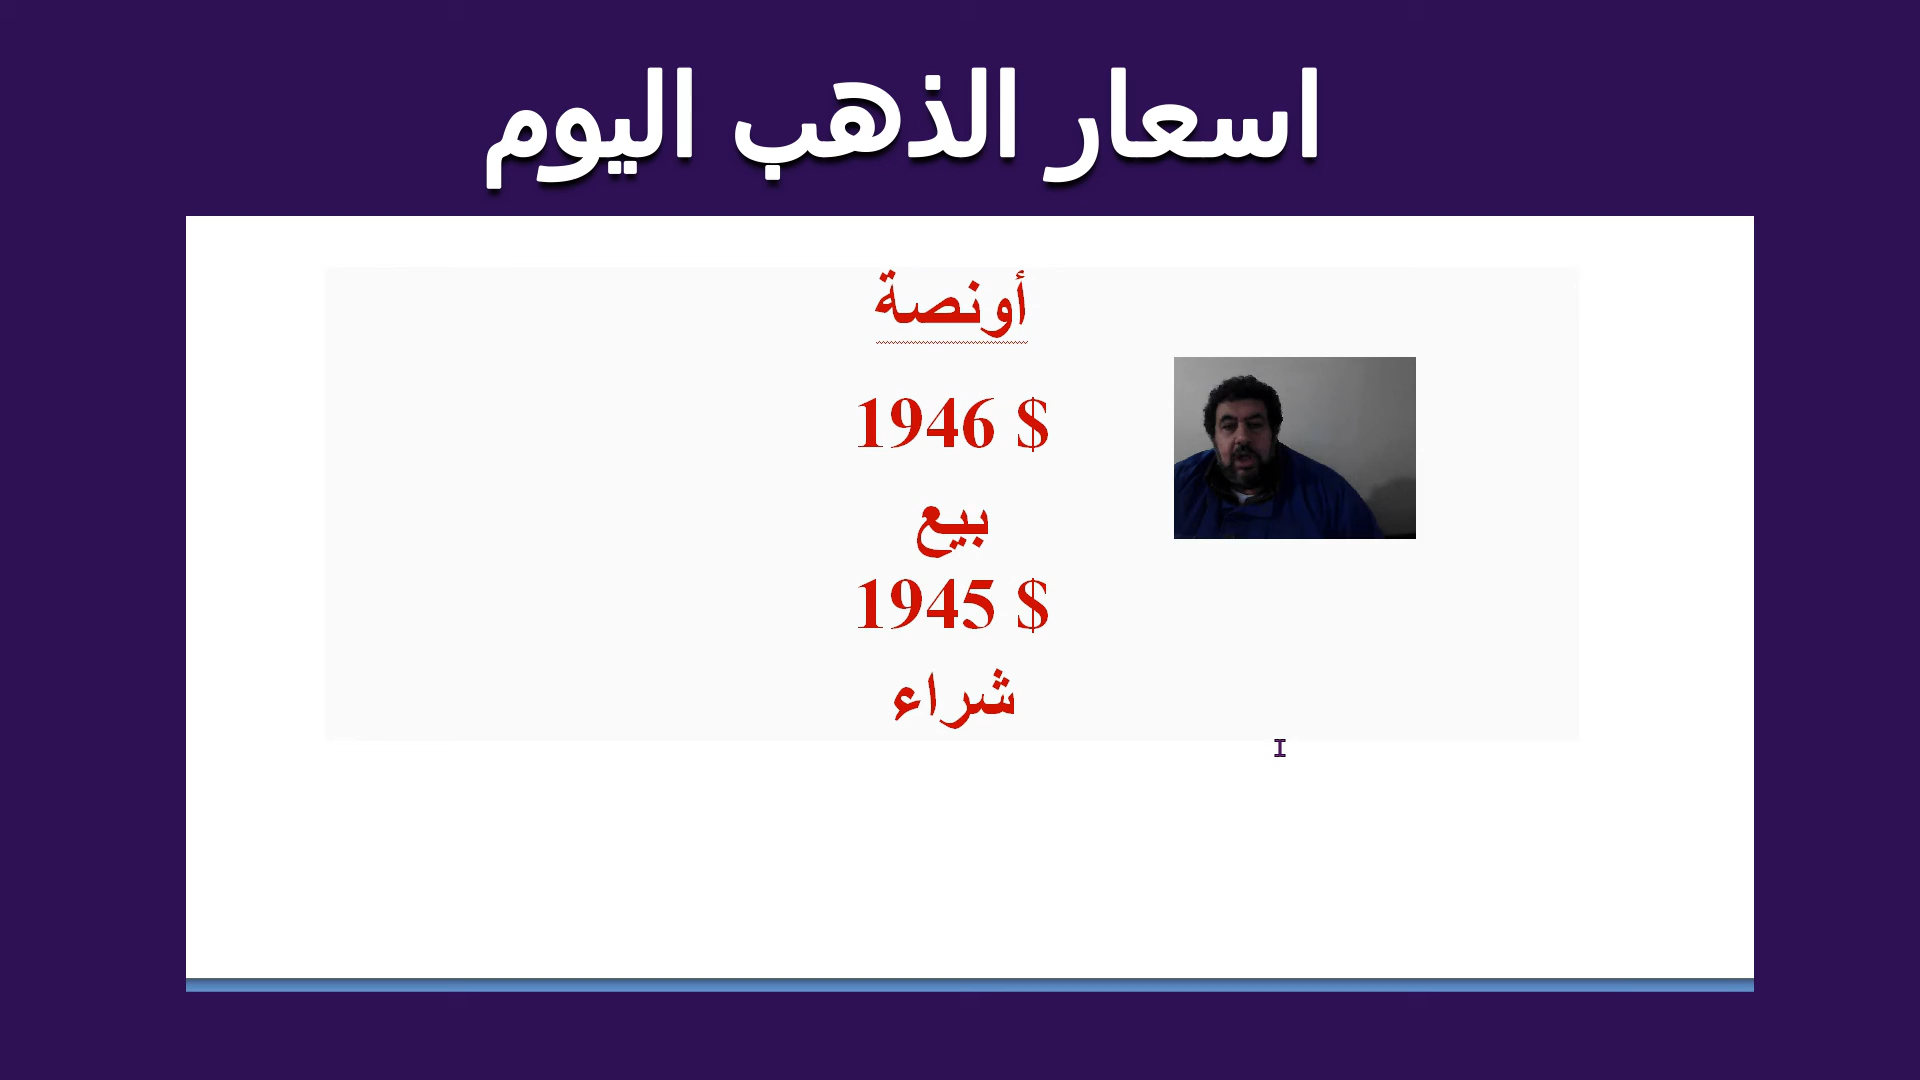 اسعار الذهب اليوم
أونصة
1946 $
بيع
1945 $
شراء